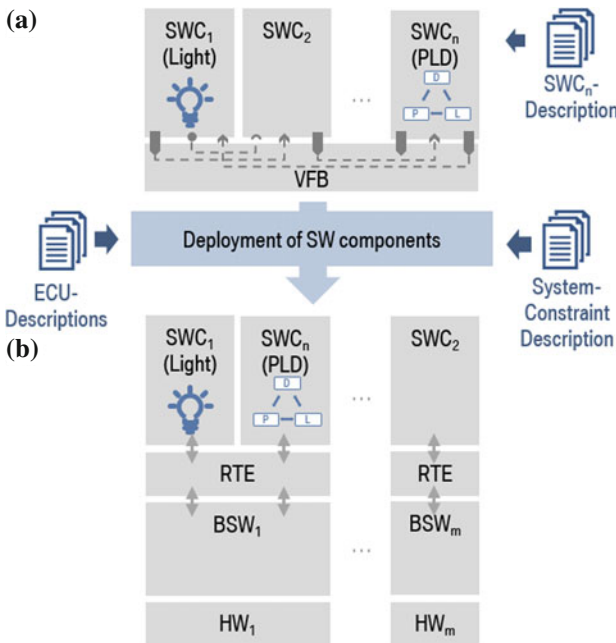 (a)
SWC1
(Light)
SWC2
SWCn
(PLD)
D
P
L
...
SWCn-
Description
VFB
Deployment of SW components
ECU-
Descriptions
System-
Constraint
Description
(b)
SWC1
(Light)
SWCn
(PLD)
D
P
L
SWC2
...
RTE
RTE
BSW1
...
BSWm
HW1
HWm